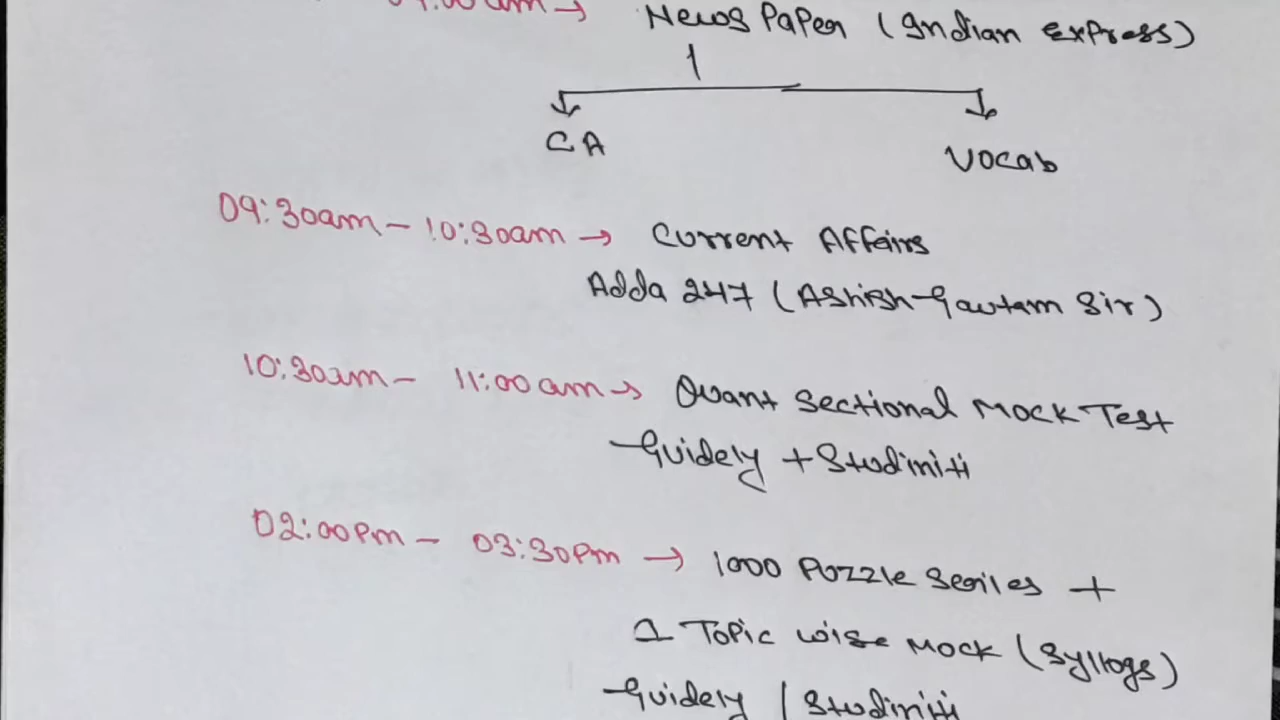 am → News Paper (Indian Express)
CA Vocab
09:30am - 10:30am → Current Affairs
Adda 247 (Ashish Gautam Sir)
10:30am - 11:00am → Quant Sectional Mock Test
Guidely + Studiniti
02:00Pm - 03:30Pm → 1000 Puzzle Series +
1 Topic wise Mock (Syllogs)
Guidely / Studiniti